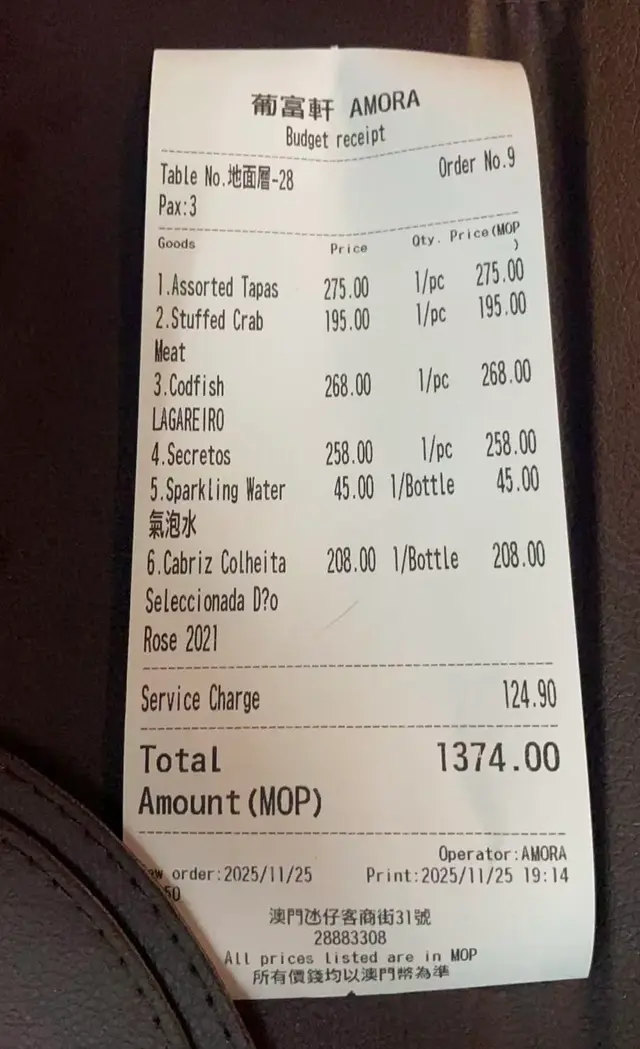 葡富軒 AMORA
Budget receipt
Table No.地面層-28 Order No.9
Pax:3
Goods Price Qty. Price(MOP
)
1.Assorted Tapas 275.00 1/pc 275.00
2.Stuffed Crab 195.00 1/pc 195.00
Meat
3.Codfish 268.00 1/pc 268.00
LAGAREIRO
4.Secretos 258.00 1/pc 258.00
5.Sparkling Water 45.00 1/Bottle 45.00
氣泡水
6.Cabriz Colheita 208.00 1/Bottle 208.00
Seleccionada D?o
Rose 2021
Service Charge 124.90
Total 1374.00
Amount(MOP)
Operator:AMORA
order:2025/11/25 Print:2025/11/25 19:14
50
澳門氹仔客商街31號
28883308
All prices listed are in MOP
所有價錢均以澳門幣為準